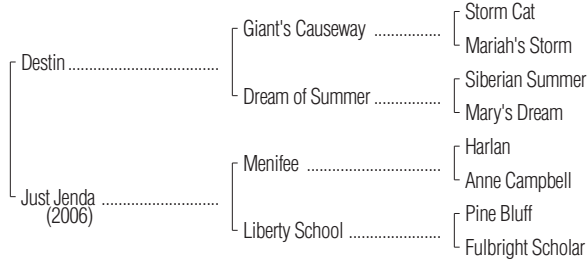 Storm Cat
Giant's Causeway ..................
Mariah's Storm
Destin ..........................................
Siberian Summer
Dream of Summer ...............
Mary's Dream
Harlan
Menifee ..................................
Anne Campbell
Just Jenda ................................
(2006)
Pine Bluff
Liberty School .......................
Fulbright Scholar